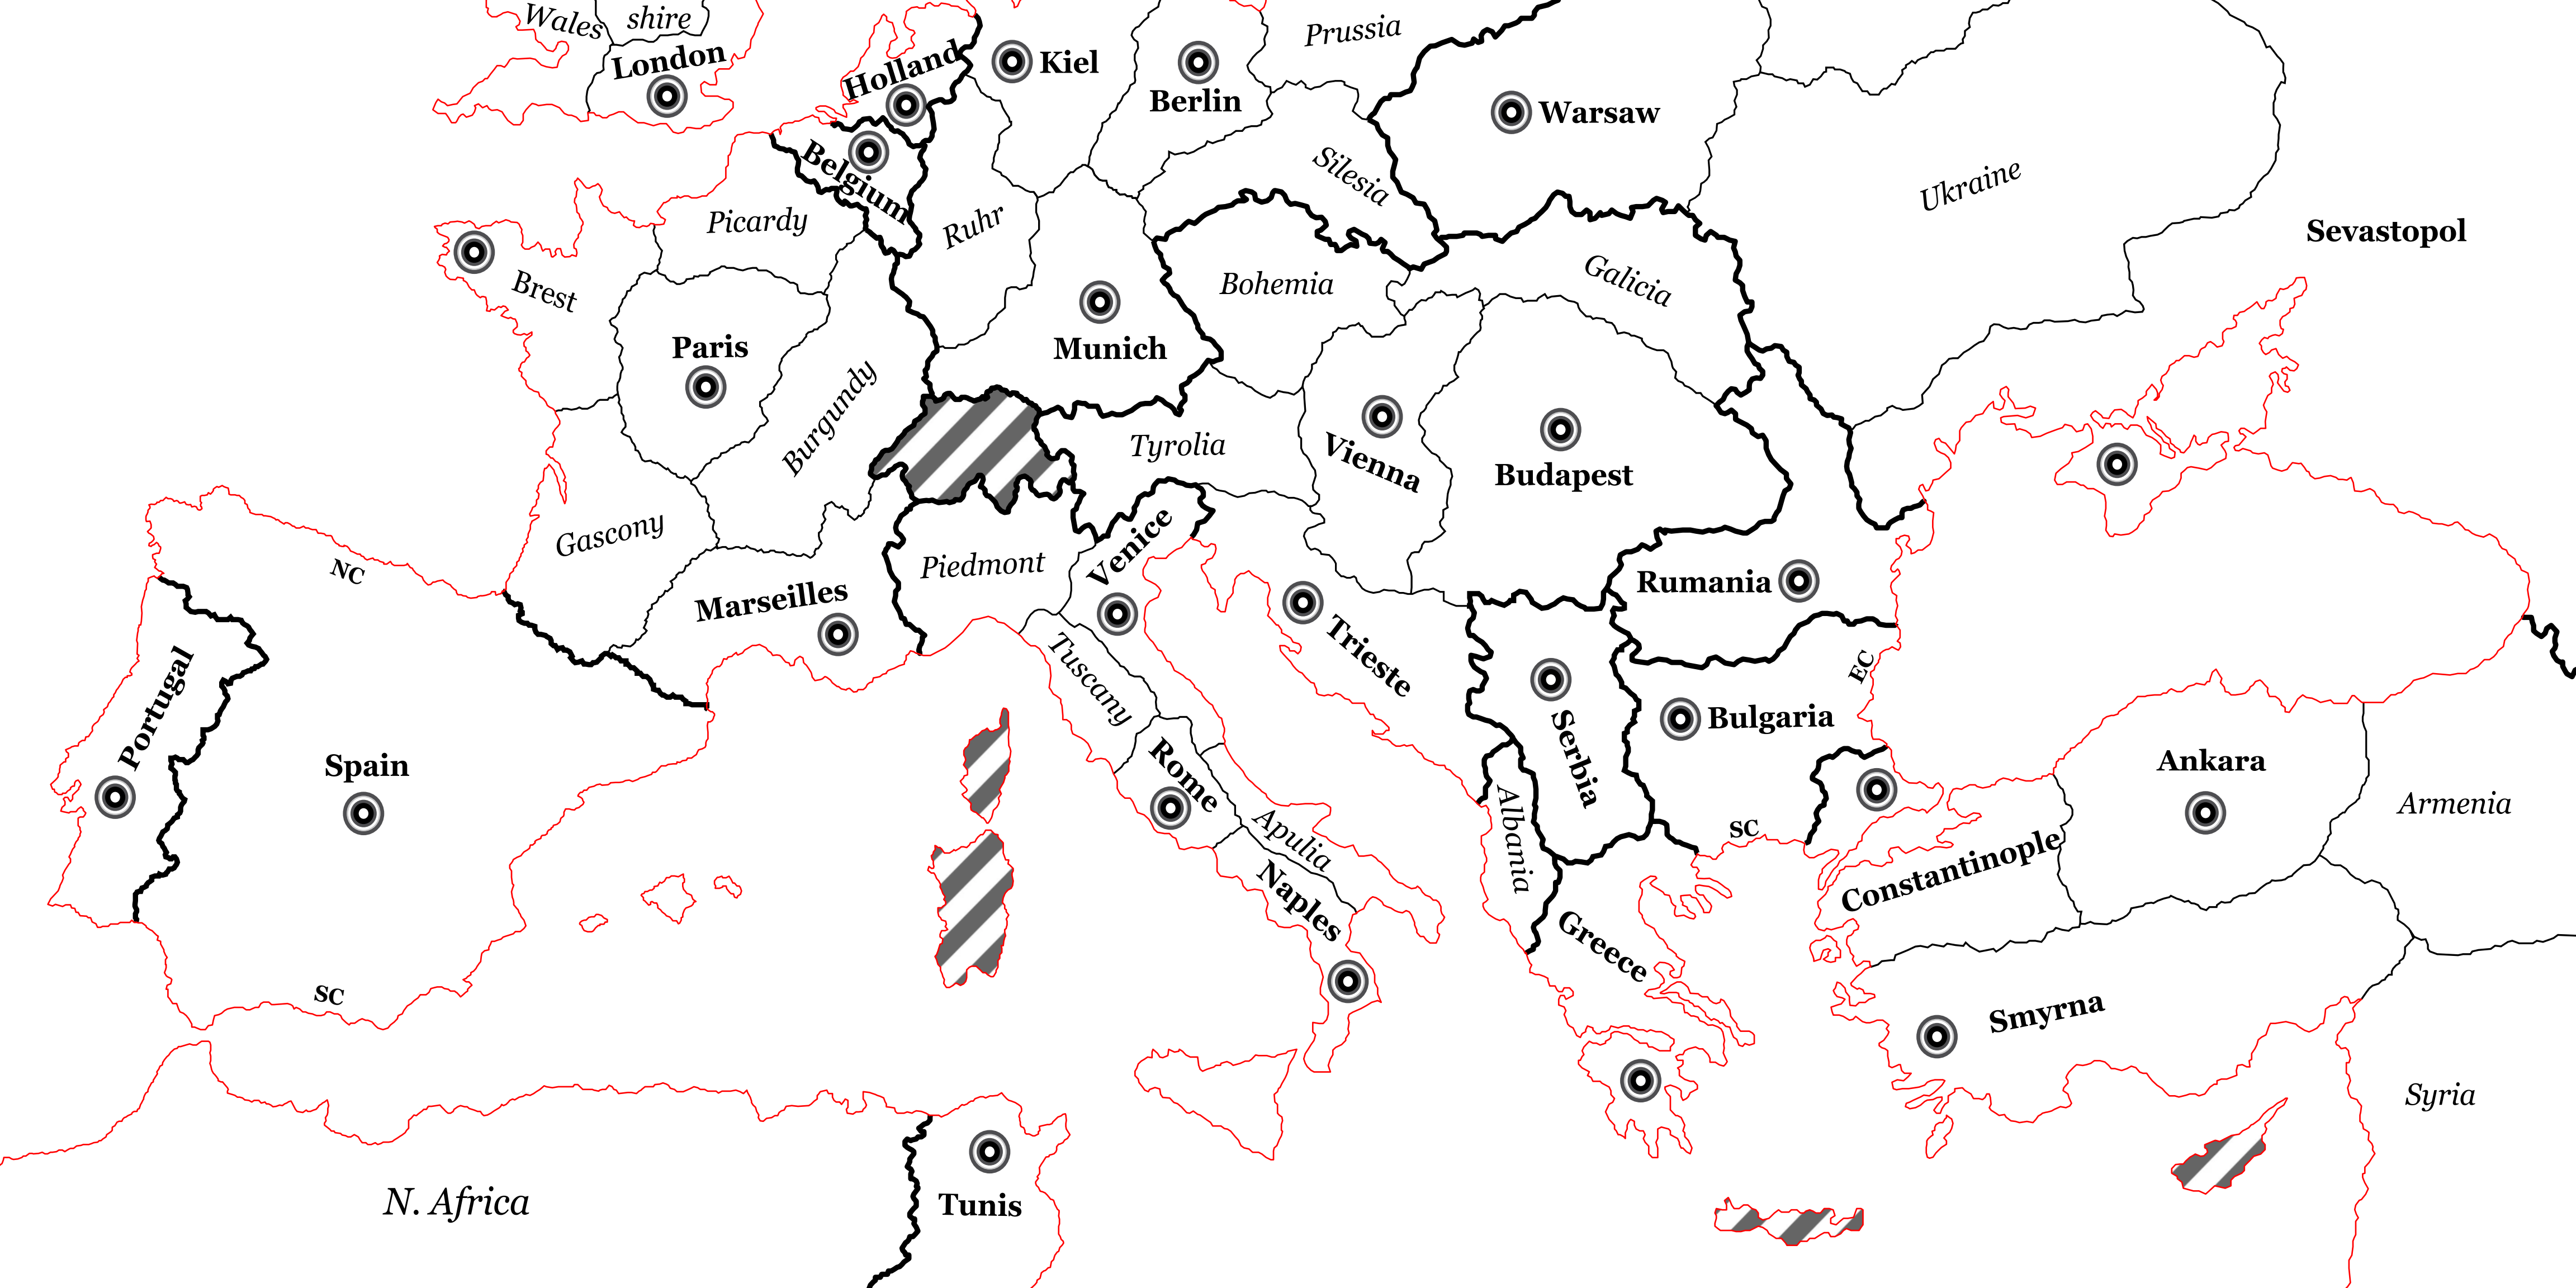 Wales
shire
London
Holland
Kiel
Berlin
Prussia
Warsaw
Belgium
Picardy
Ruhr
Silesia
Ukraine
Sevastopol
Brest
Bohemia
Galicia
Paris
Munich
Burgundy
Tyrolia
Vienna
Budapest
Gascony
NC
Piedmont
Venice
Marseilles
Rumania
Trieste
Tuscany
EC
Portugal
Spain
Rome
Serbia
Bulgaria
Ankara
Armenia
Albania
Apulia
SC
Constantinople
Naples
Greece
SC
Smyrna
Syria
N. Africa
Tunis